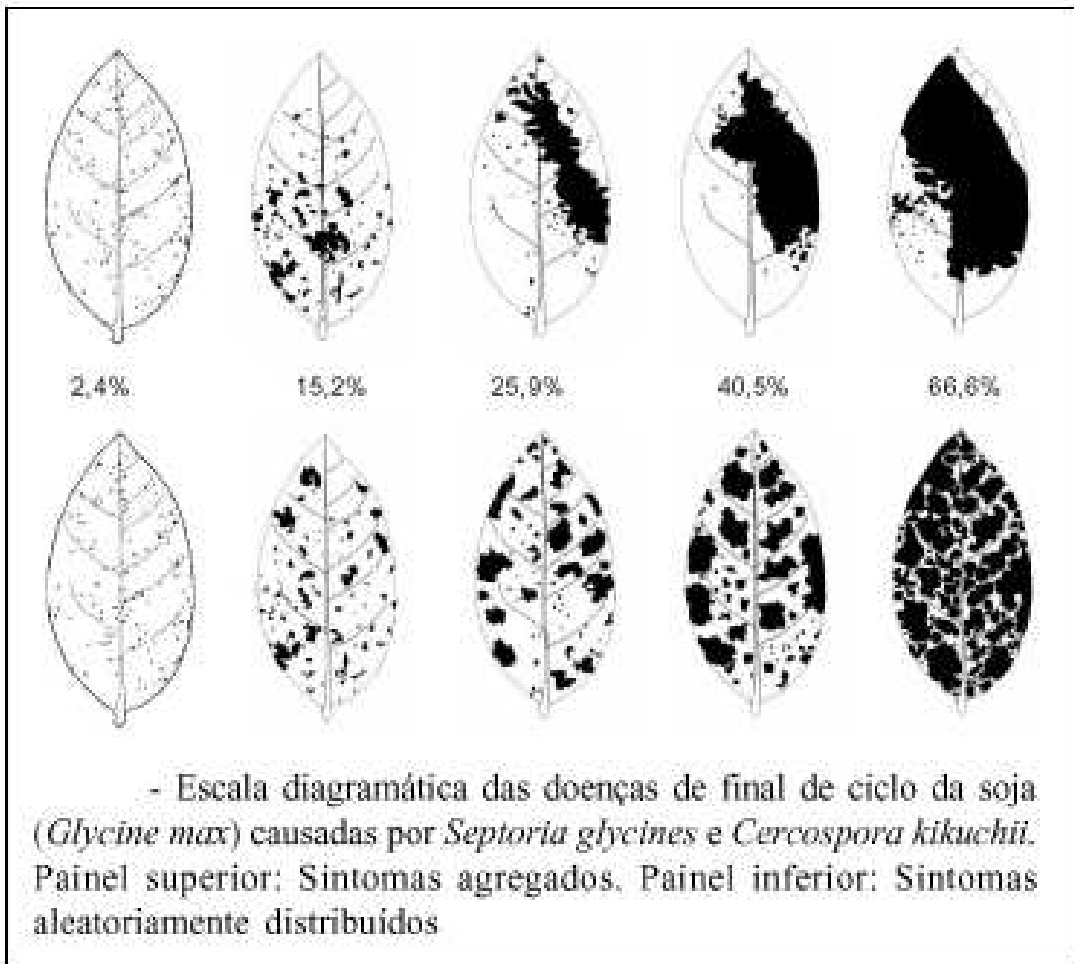 2,4% 15,2% 25,9% 40,5% 66,6%
- Escala diagramática das doenças de final de ciclo da soja
(Glycine max) causadas por Septoria glycines e Cercospora kikuchii.
Painel superior: Sintomas agregados. Painel inferior: Sintomas
aleatoriamente distribuídos